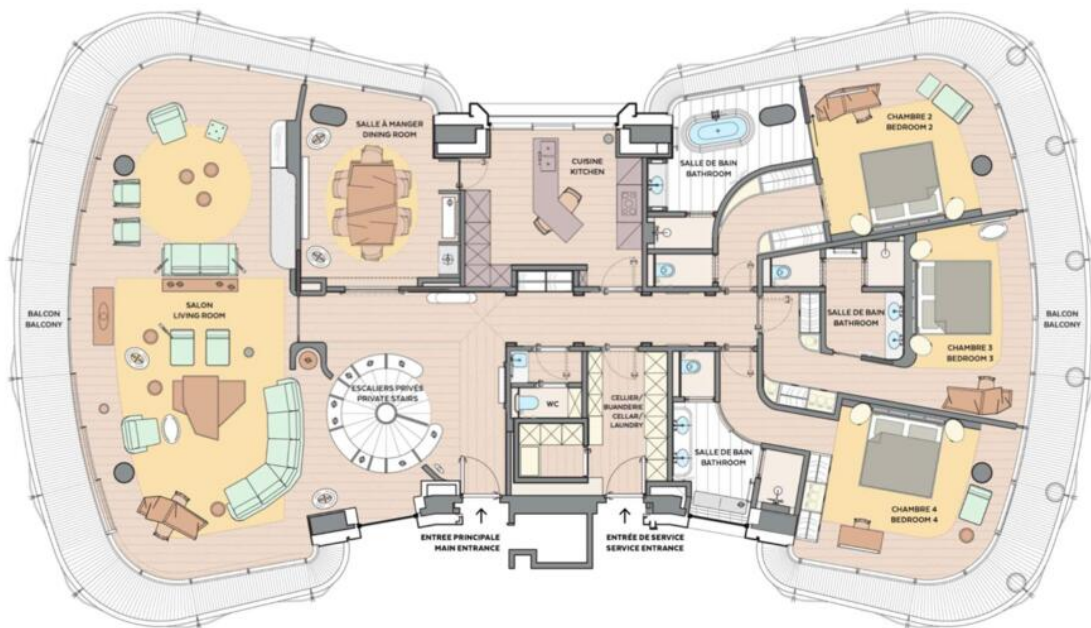 SALLE À MANGER
DINING ROOM
CUISINE
KITCHEN
SALLE DE BAIN
BATHROOM
CHAMBRE 2
BEDROOM 2
BALCON
BALCONY
SALON
LIVING ROOM
ESCALIERS PRIVÉS
PRIVATE STAIRS
WC
CELLIER/
BUANDERIE
CELLAR/
LAUNDRY
SALLE DE BAIN
BATHROOM
SALLE DE BAIN
BATHROOM
CHAMBRE 3
BEDROOM 3
BALCON
BALCONY
CHAMBRE 4
BEDROOM 4
ENTRÉE PRINCIPALE
MAIN ENTRANCE
ENTRÉE DE SERVICE
SERVICE ENTRANCE